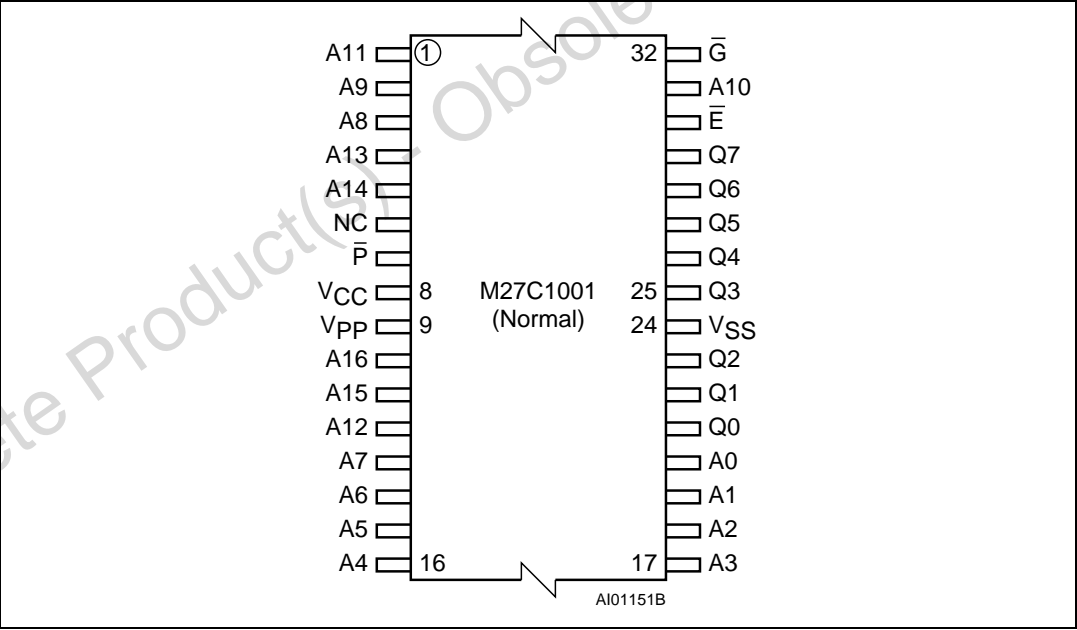 A11 1 32 G̅
A9 A10
A8 E̅
A13 Q7
A14 Q6
NC Q5
P̅ Q4
VCC 8 M27C1001 25 Q3
VPP 9 (Normal) 24 VSS
A16 Q2
A15 Q1
A12 Q0
A7 A0
A6 A1
A5 A2
A4 16 17 A3
AI01151B
ete Product(s) - Obsole